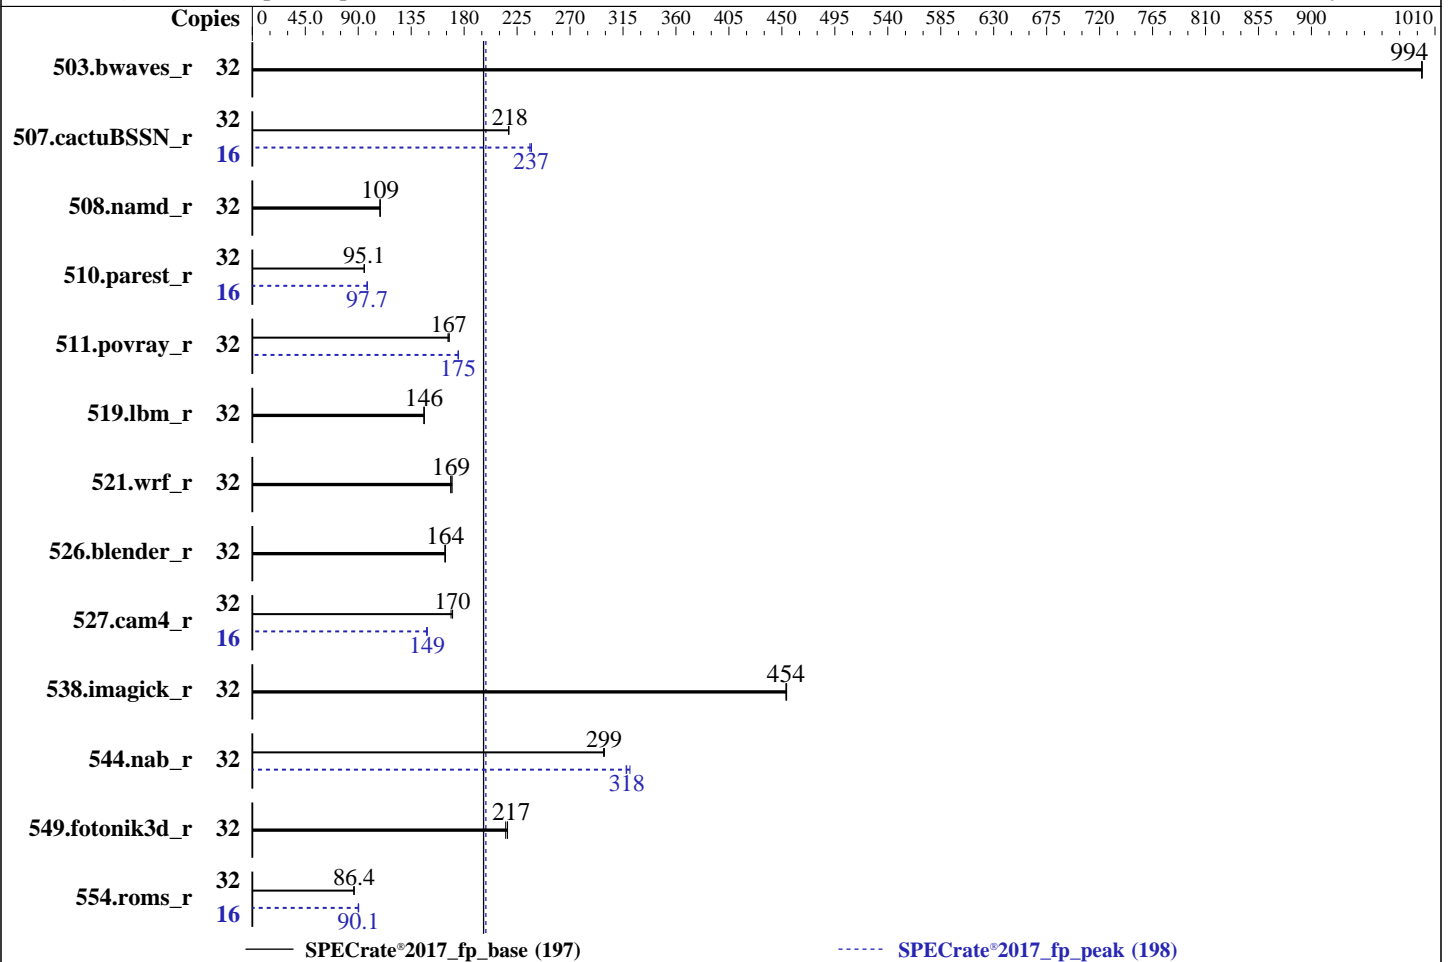 Copies 0 45.0 90.0 135 180 225 270 315 360 405 450 495 540 585 630 675 720 765 810 855 900 1010
994
503.bwaves_r 32
32 218
507.cactuBSSN_r
16 237
109
508.namd_r 32
32 95.1
510.parest_r
16 97.7
167
511.povray_r 32
175
146
519.lbm_r 32
169
521.wrf_r 32
164
526.blender_r 32
32 170
527.cam4_r
16 149
454
538.imagick_r 32
299
544.nab_r 32
318
217
549.fotonik3d_r 32
32 86.4
554.roms_r
16 90.1
SPECrate®2017_fp_base (197) SPECrate®2017_fp_peak (198)